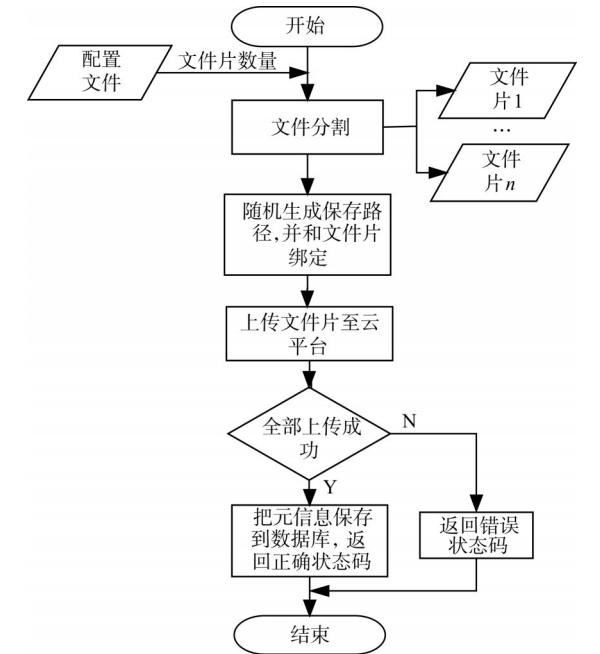 开始
配置
文件
文件片数量
文件分割
文件
片1
...
文件
片n
随机生成保存路
径,并和文件片
绑定
上传文件片至云
平台
全部上传成
功
N
Y
把元信息保存
到数据库, 返
回正确状态码
返回错误
状态码
结束